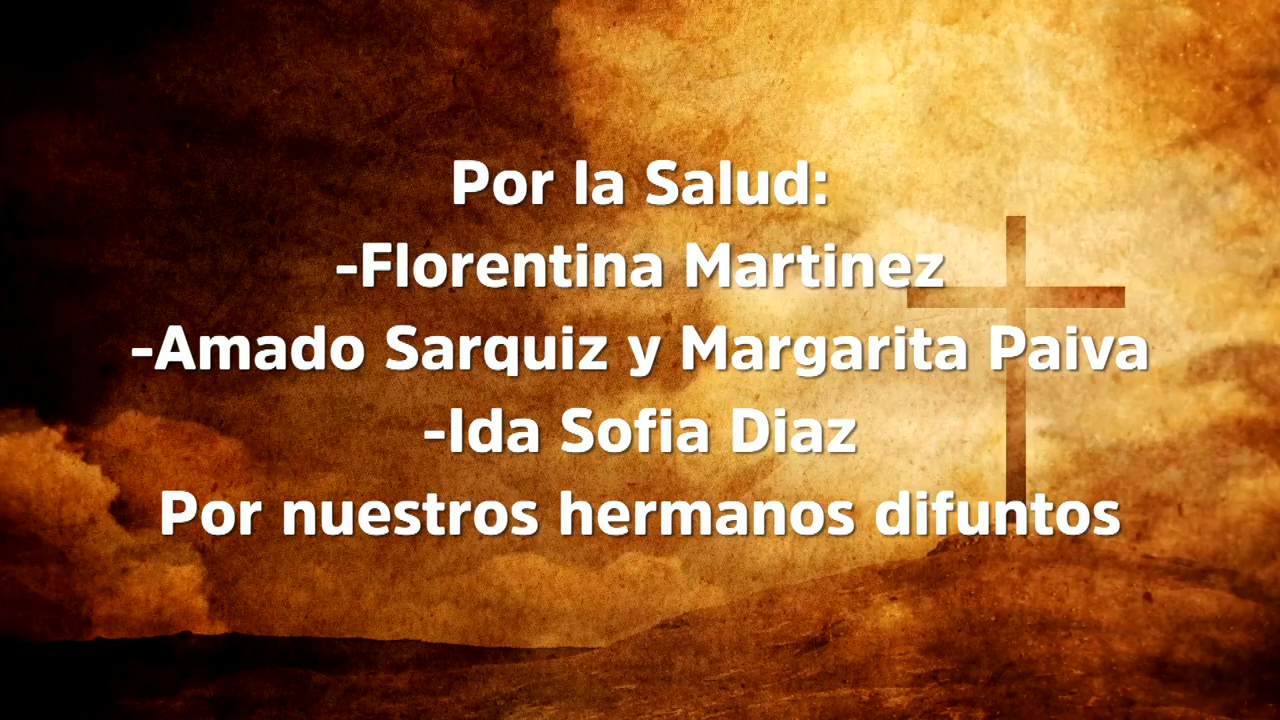 Por la Salud:
-Florentina Martinez
-Amado Sarquiz y Margarita Paiva
-Ida Sofia Diaz
Por nuestros hermanos difuntos